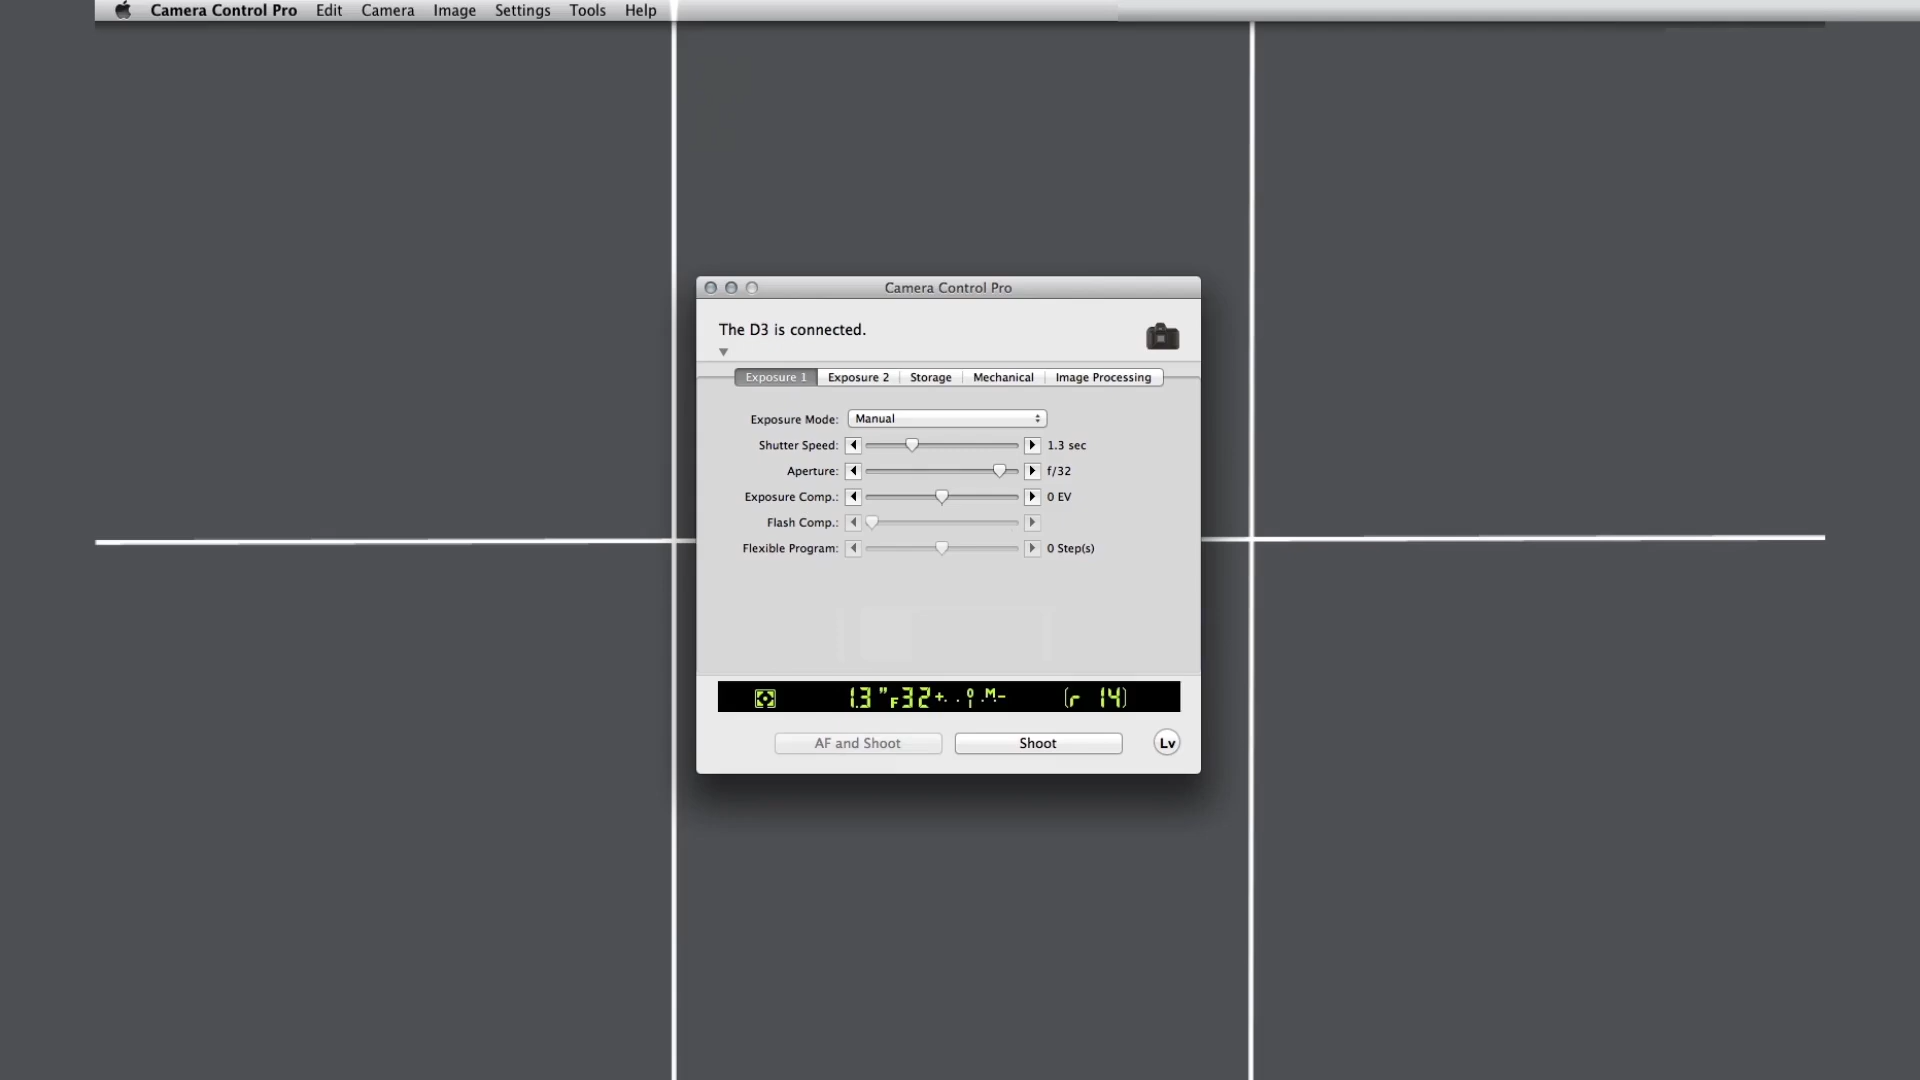 Camera Control Pro Edit Camera Image Settings Tools Help
Camera Control Pro
The D3 is connected.
Exposure 1 Exposure 2 Storage Mechanical Image Processing
Exposure Mode: Manual
Shutter Speed: 1.3 sec
Aperture: f/32
Exposure Comp.: 0 EV
Flash Comp.:
Flexible Program: 0 Step(s)
1.3" F32 +. . 0 .M- (r 14)
AF and Shoot Shoot Lv